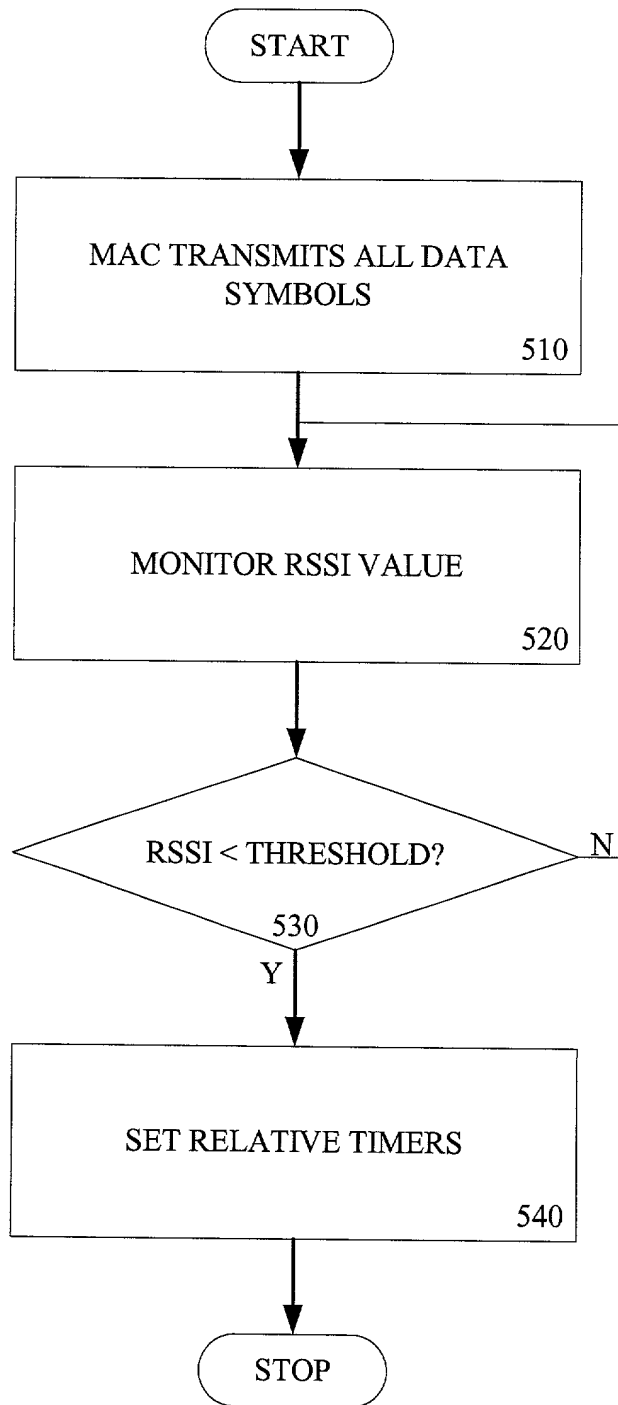 START
MAC TRANSMITS ALL DATA
SYMBOLS
510
MONITOR RSSI VALUE
520
RSSI < THRESHOLD?
N
530
Y
SET RELATIVE TIMERS
540
STOP